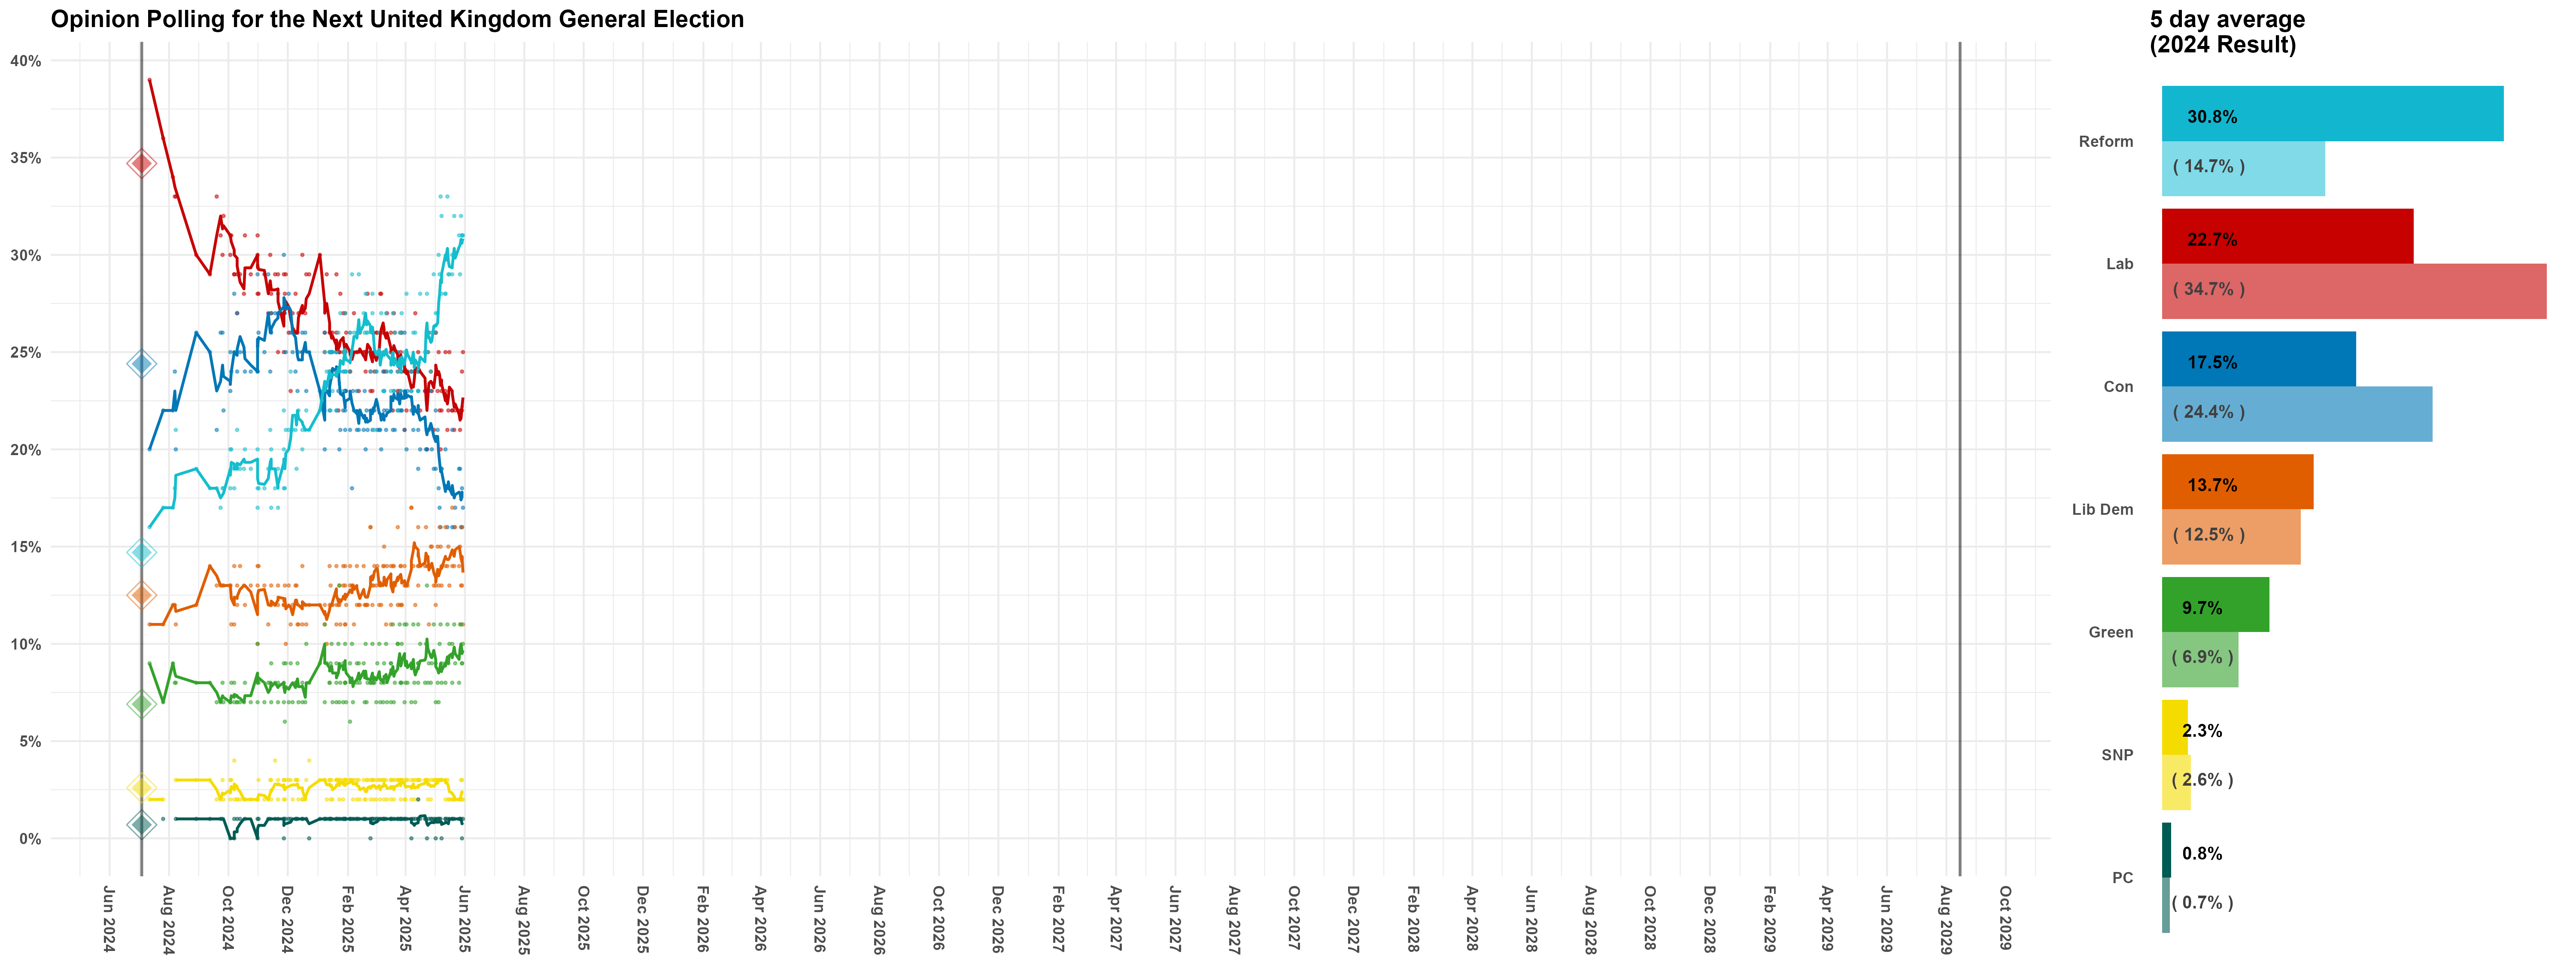 Opinion Polling for the Next United Kingdom General Election
40%
35%
30%
25%
20%
15%
10%
5%
0%
Jun 2024
Aug 2024
Oct 2024
Dec 2024
Feb 2025
Apr 2025
Jun 2025
Aug 2025
Oct 2025
Dec 2025
Feb 2026
Apr 2026
Jun 2026
Aug 2026
Oct 2026
Dec 2026
Feb 2027
Apr 2027
Jun 2027
Aug 2027
Oct 2027
Dec 2027
Feb 2028
Apr 2028
Jun 2028
Aug 2028
Oct 2028
Dec 2028
Feb 2029
Apr 2029
Jun 2029
Aug 2029
Oct 2029
5 day average
(2024 Result)
Reform
30.8%
( 14.7% )
Lab
22.7%
( 34.7% )
Con
17.5%
( 24.4% )
Lib Dem
13.7%
( 12.5% )
Green
9.7%
( 6.9% )
SNP
2.3%
( 2.6% )
PC
0.8%
( 0.7% )